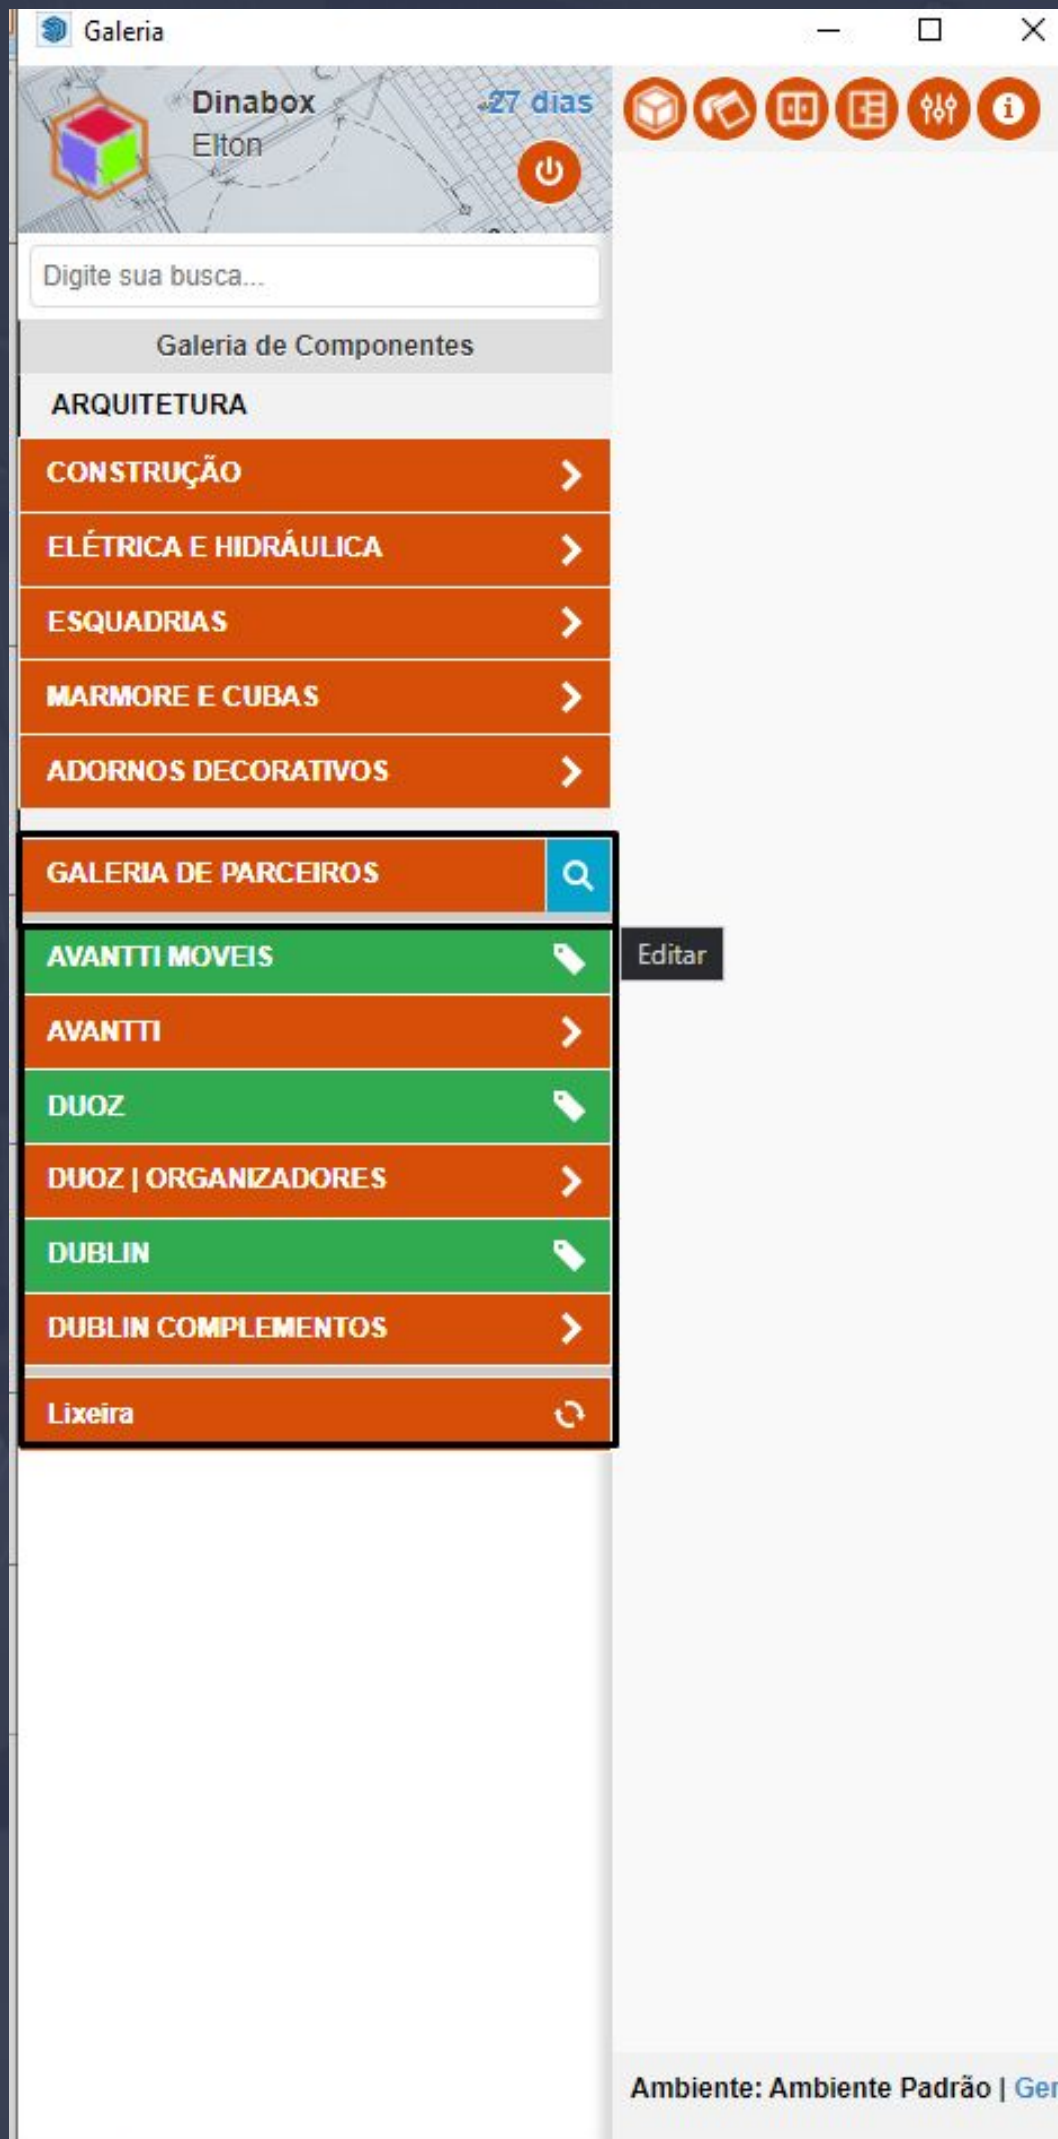 Galeria
Dinabox
27 dias
Elton
Digite sua busca...
Galeria de Componentes
ARQUITETURA
CONSTRUÇÃO
ELÉTRICA E HIDRÁULICA
ESQUADRIAS
MARMORE E CUBAS
ADORNOS DECORATIVOS
GALERIA DE PARCEIROS
AVANTTI MOVEIS
Editar
AVANTTI
DUOZ
DUOZ | ORGANIZADORES
DUBLIN
DUBLIN COMPLEMENTOS
Lixeira
Ambiente: Ambiente Padrão | Ger